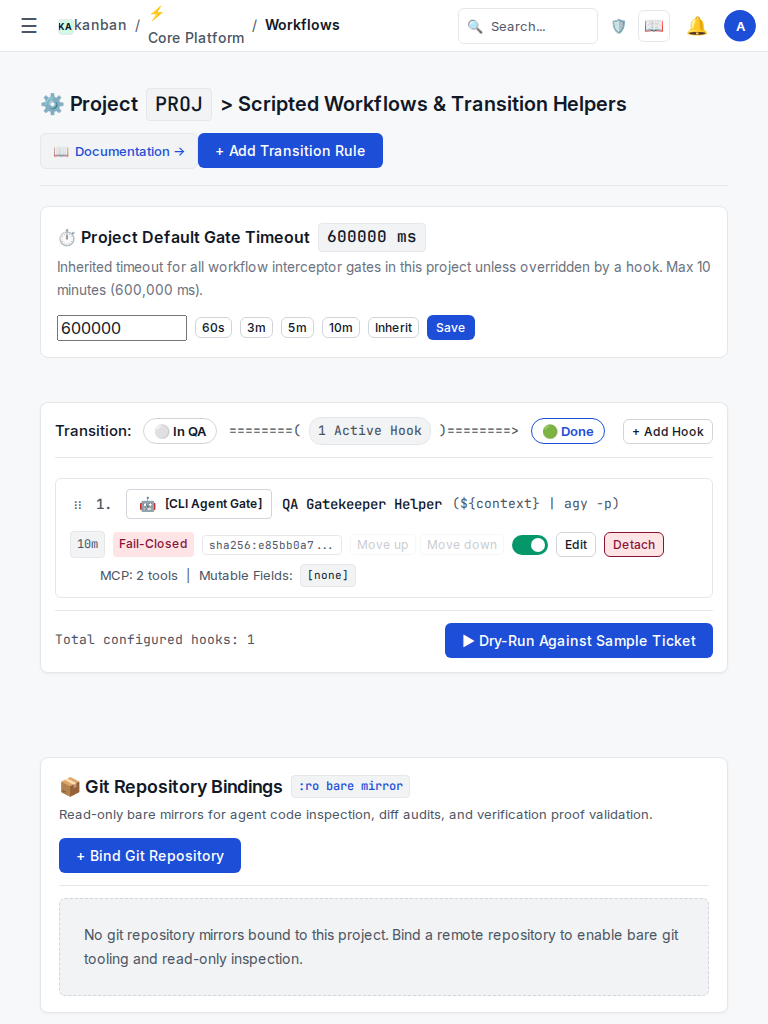 ☰ KA kanban / ⚡ Core Platform / Workflows 🔍 Search... 🛡️ 📖 🔔 A
⚙️ Project PROJ > Scripted Workflows & Transition Helpers
📖 Documentation → + Add Transition Rule
⏱️ Project Default Gate Timeout 600000 ms
Inherited timeout for all workflow interceptor gates in this project unless overridden by a hook. Max 10
minutes (600,000 ms).
600000 60s 3m 5m 10m Inherit Save
Transition: ⚪ In QA ========( 1 Active Hook )========> 🟢 Done + Add Hook
⠿ 1. 🤖 [CLI Agent Gate] QA Gatekeeper Helper (${context} | agy -p)
10m Fail-Closed sha256:e85bb0a7... Move up Move down Edit Detach
MCP: 2 tools | Mutable Fields: [none]
Total configured hooks: 1 ▶ Dry-Run Against Sample Ticket
📦 Git Repository Bindings :ro bare mirror
Read-only bare mirrors for agent code inspection, diff audits, and verification proof validation.
+ Bind Git Repository
No git repository mirrors bound to this project. Bind a remote repository to enable bare git
tooling and read-only inspection.